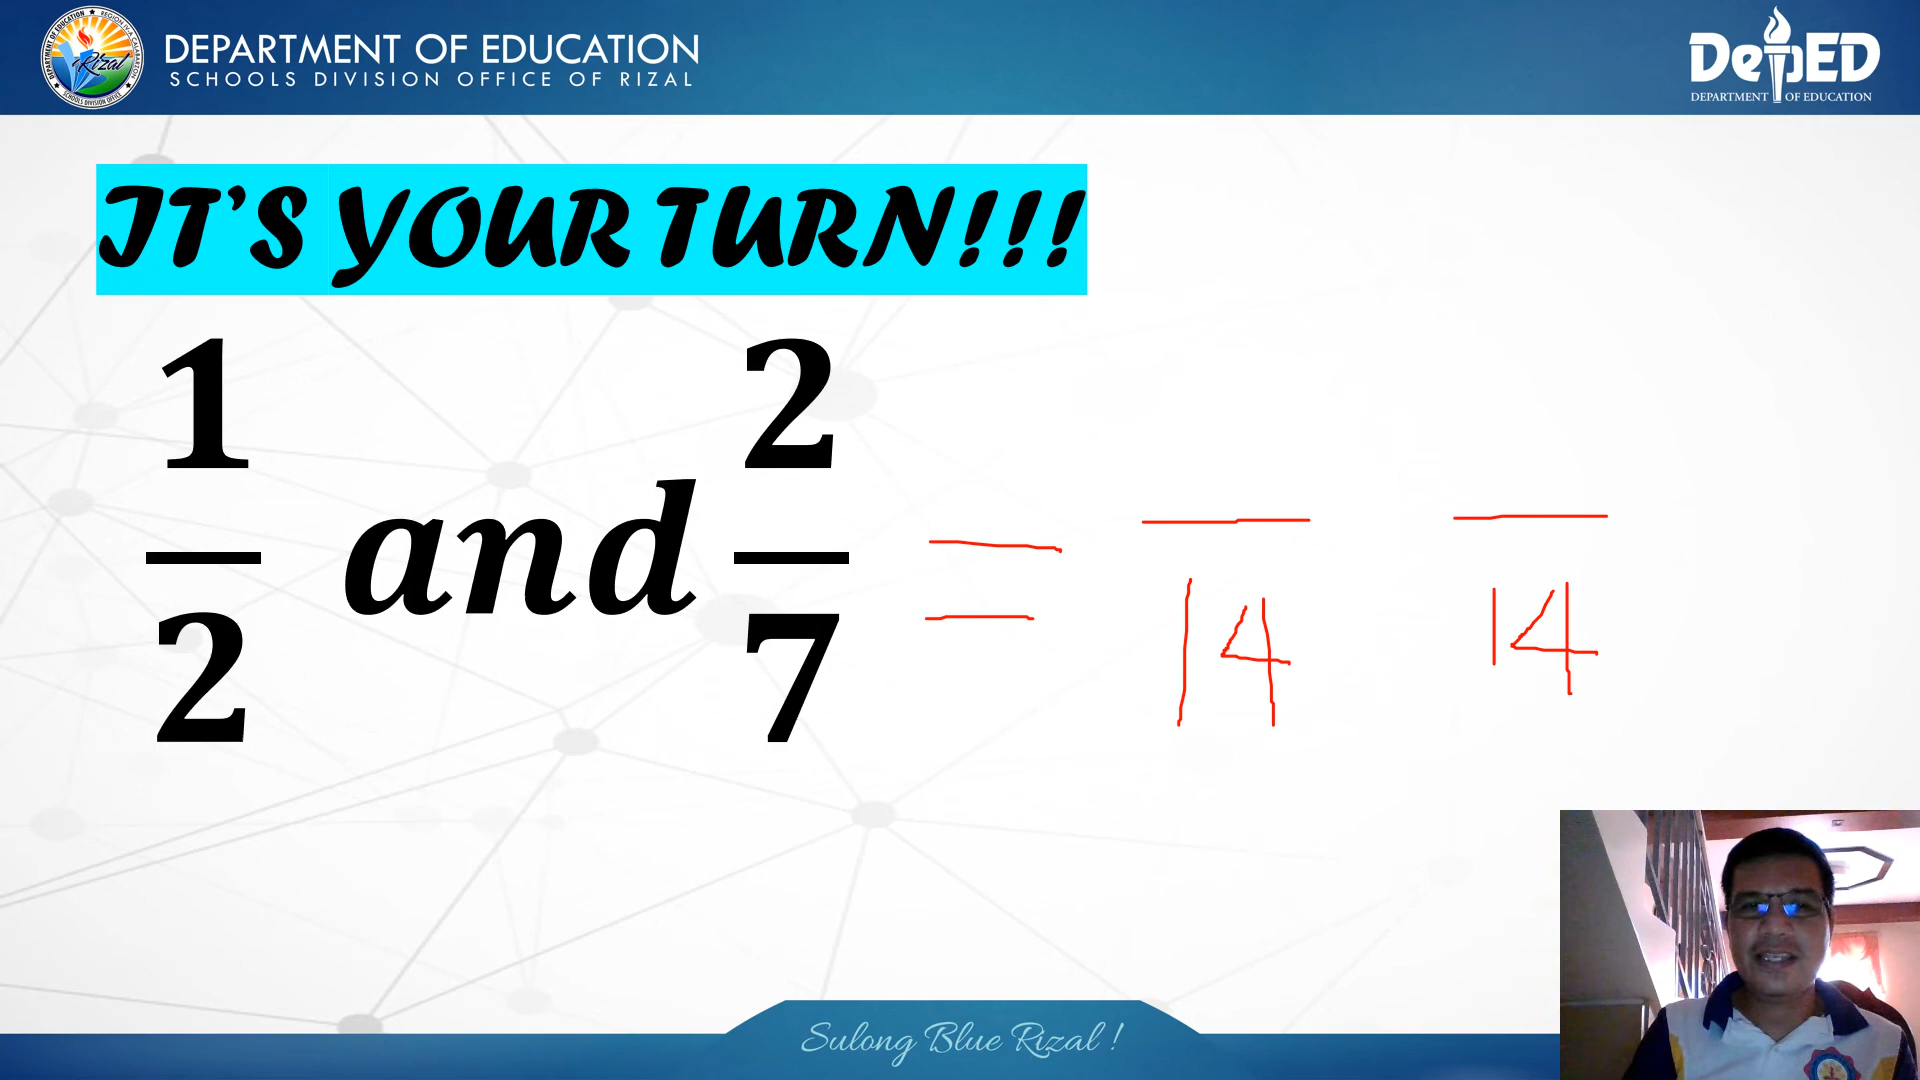 DEPARTMENT OF EDUCATION
SCHOOLS DIVISION OFFICE OF RIZAL
DepED
DEPARTMENT OF EDUCATION
Rizal
IT'S YOUR TURN!!!
1/2 and 2/7 = /14 /14
Sulong Blue Rizal !